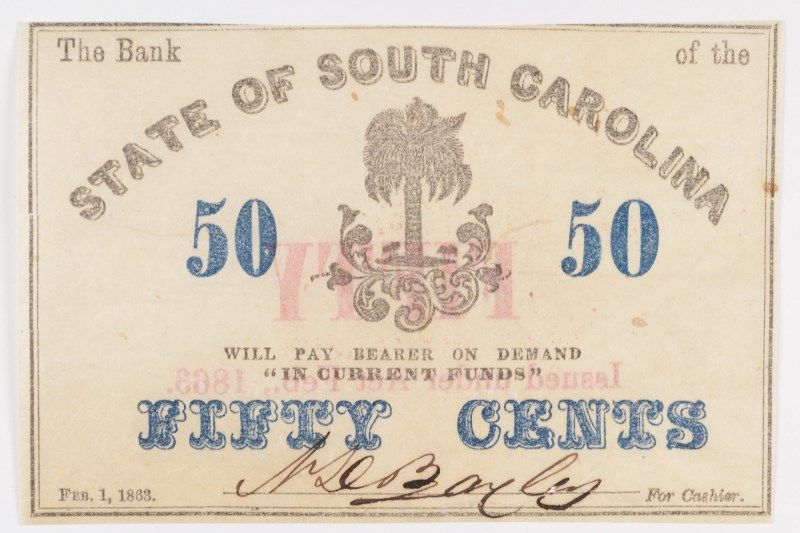 The Bank of the
STATE OF SOUTH CAROLINA
50 50
FIFTY
WILL PAY BEARER ON DEMAND
"IN CURRENT FUNDS"
Issued under Act Feb., 1863.
FIFTY CENTS
FEB. 1, 1863. For Cashier.